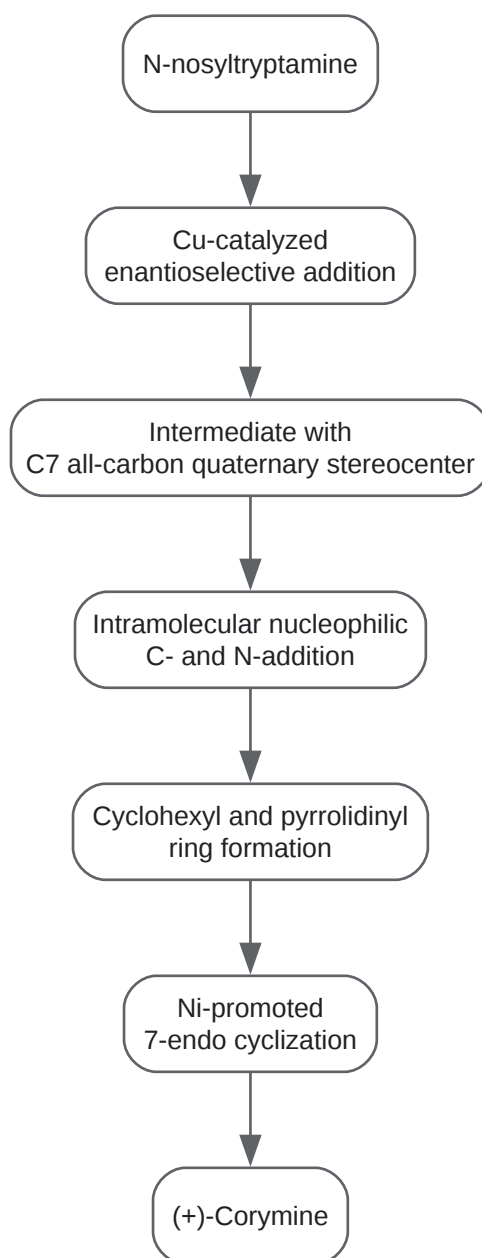 N-nosyltryptamine
Cu-catalyzed
enantioselective addition
Intermediate with
C7 all-carbon quaternary stereocenter
Intramolecular nucleophilic
C- and N-addition
Cyclohexyl and pyrrolidinyl
ring formation
Ni-promoted
7-endo cyclization
(+)-Corymine